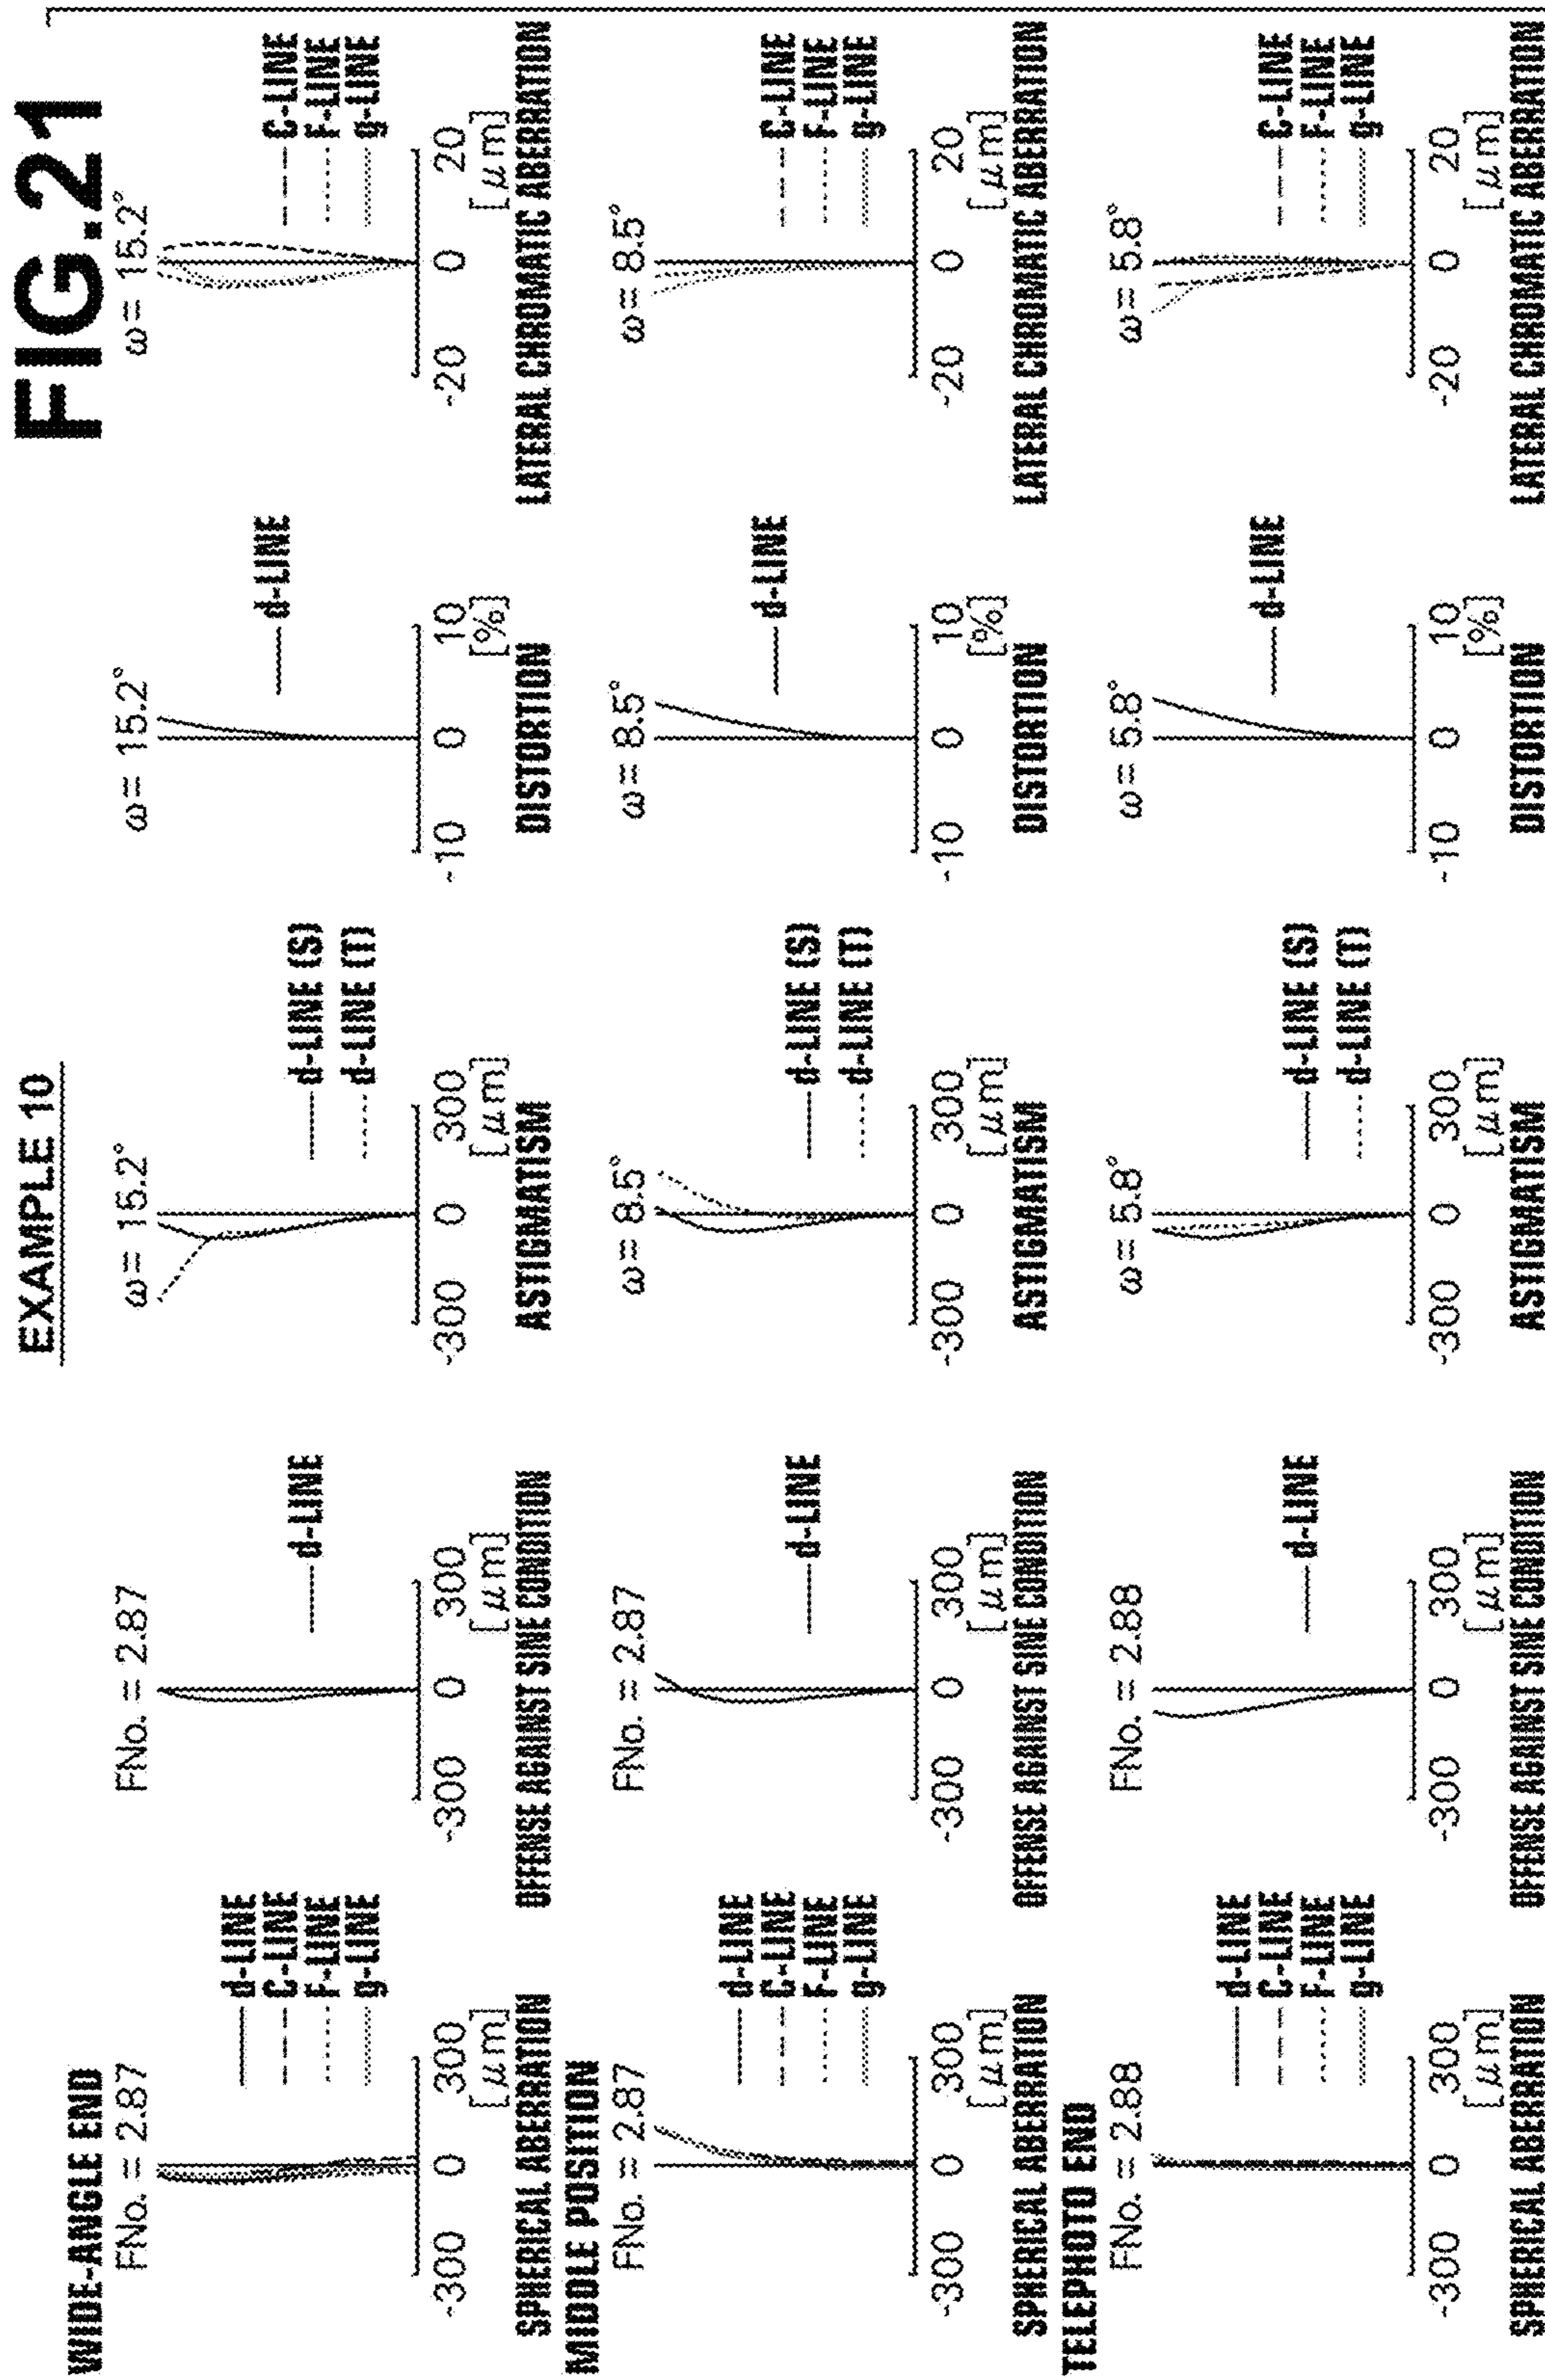 FIG.21
EXAMPLE 10
WIDE-ANGLE END
FNo. = 2.87
d-LINE
C-LINE
F-LINE
g-LINE
-300 0 300
[μm]
SPHERICAL ABERRATION
FNo. = 2.87
d-LINE
-300 0 300
[μm]
OFFENSE AGAINST SINE CONDITION
ω= 15.2°
d-LINE (S)
d-LINE (T)
-300 0 300
[μm]
ASTIGMATISM
ω= 15.2°
d-LINE
-10 0 10
[%]
DISTORTION
ω= 15.2°
C-LINE
F-LINE
g-LINE
-20 0 20
[μm]
LATERAL CHROMATIC ABERRATION
MIDDLE POSITION
FNo. = 2.87
d-LINE
C-LINE
F-LINE
g-LINE
-300 0 300
[μm]
SPHERICAL ABERRATION
FNo. = 2.87
d-LINE
-300 0 300
[μm]
OFFENSE AGAINST SINE CONDITION
ω= 8.5°
d-LINE (S)
d-LINE (T)
-300 0 300
[μm]
ASTIGMATISM
ω= 8.5°
d-LINE
-10 0 10
[%]
DISTORTION
ω= 8.5°
C-LINE
F-LINE
g-LINE
-20 0 20
[μm]
LATERAL CHROMATIC ABERRATION
TELEPHOTO END
FNo. = 2.88
d-LINE
C-LINE
F-LINE
g-LINE
-300 0 300
[μm]
SPHERICAL ABERRATION
FNo. = 2.88
d-LINE
-300 0 300
[μm]
OFFENSE AGAINST SINE CONDITION
ω= 5.8°
d-LINE (S)
d-LINE (T)
-300 0 300
[μm]
ASTIGMATISM
ω= 5.8°
d-LINE
-10 0 10
[%]
DISTORTION
ω= 5.8°
C-LINE
F-LINE
g-LINE
-20 0 20
[μm]
LATERAL CHROMATIC ABERRATION